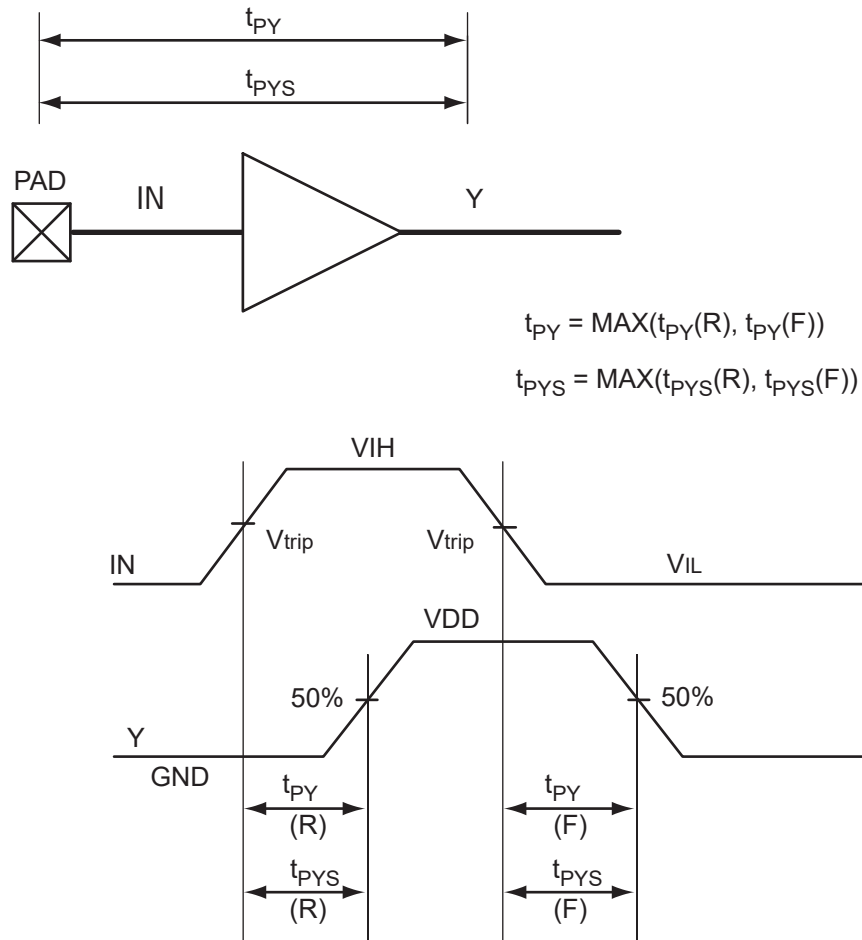 tPY
tPYS
PAD
IN
Y
tPY = MAX(tPY(R), tPY(F))
tPYS = MAX(tPYS(R), tPYS(F))
VIH
Vtrip
Vtrip
IN
VIL
VDD
50%
50%
Y
GND
tPY
(R)
tPY
(F)
tPYS
(R)
tPYS
(F)